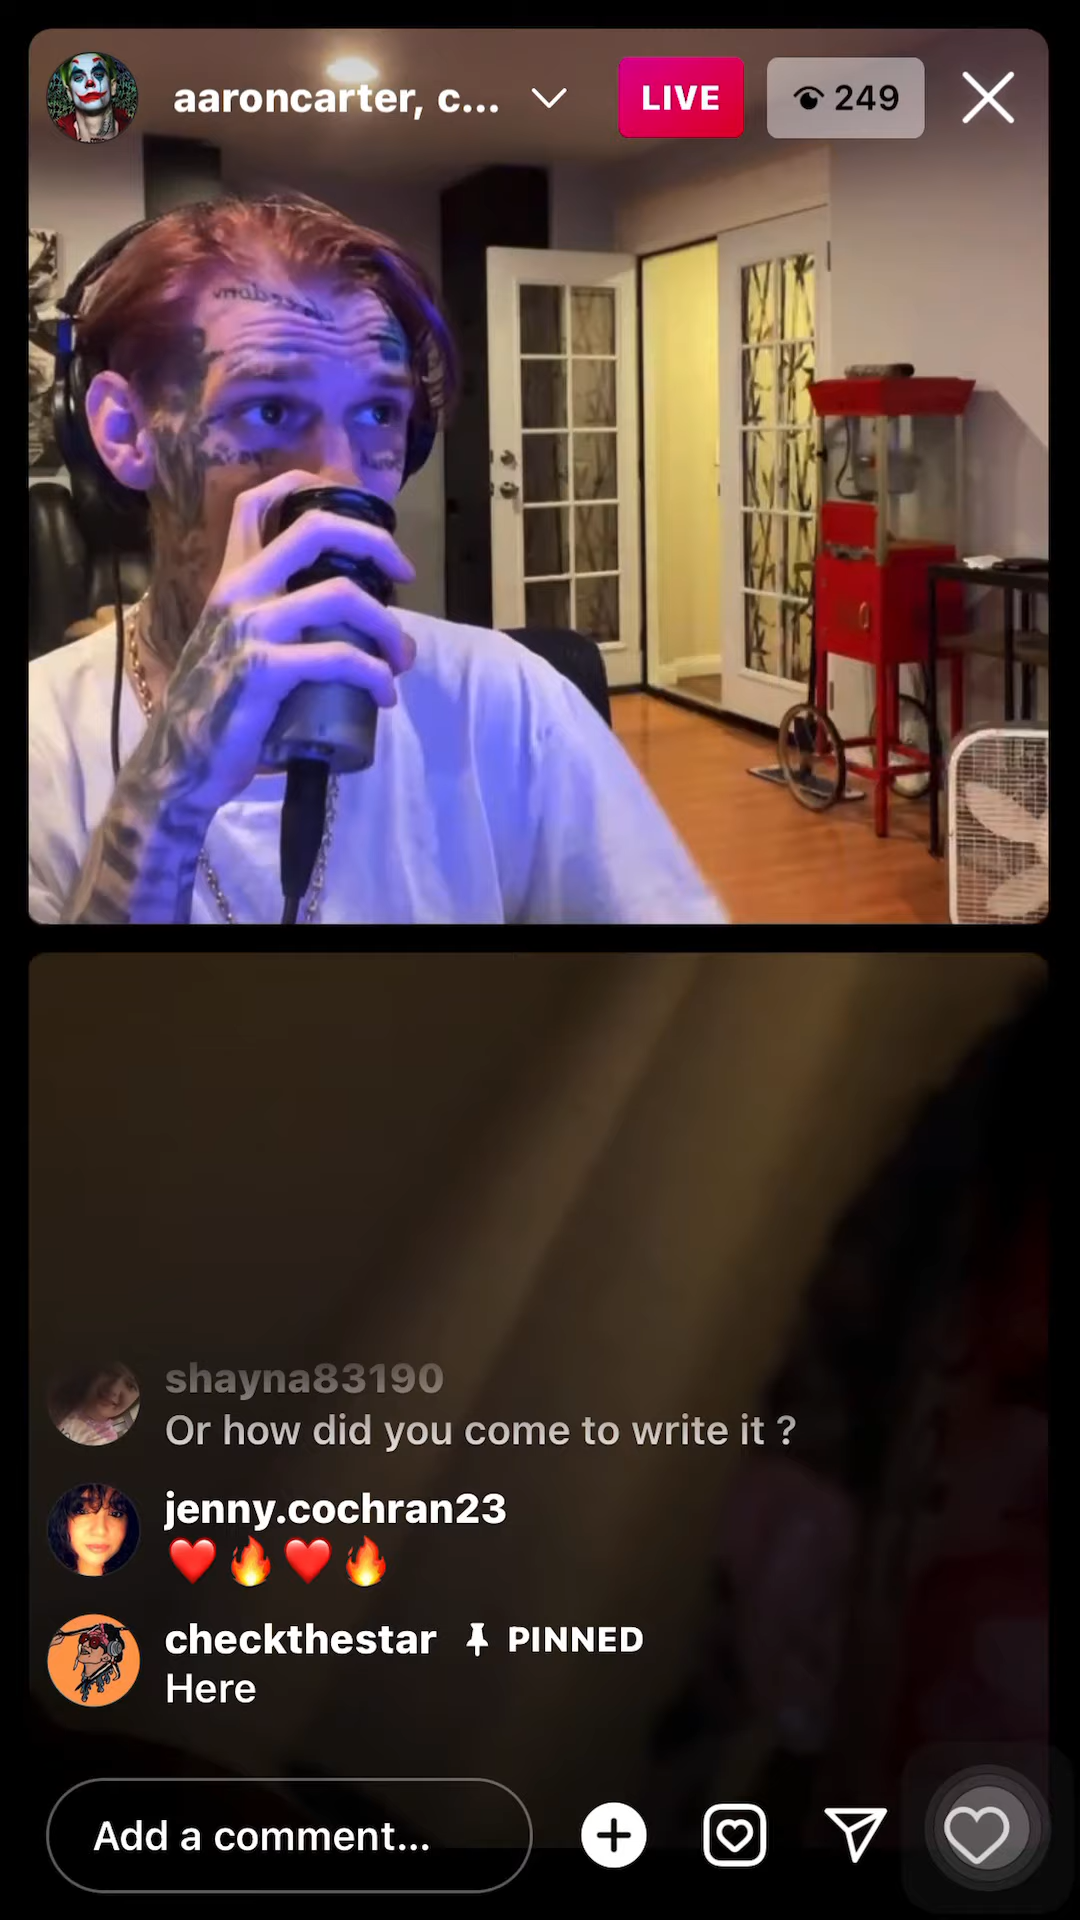 aaroncarter, c...
LIVE
249
shayna83190
Or how did you come to write it ?
jenny.cochran23
❤️🔥❤️🔥
checkthestar PINNED
Here
Add a comment...